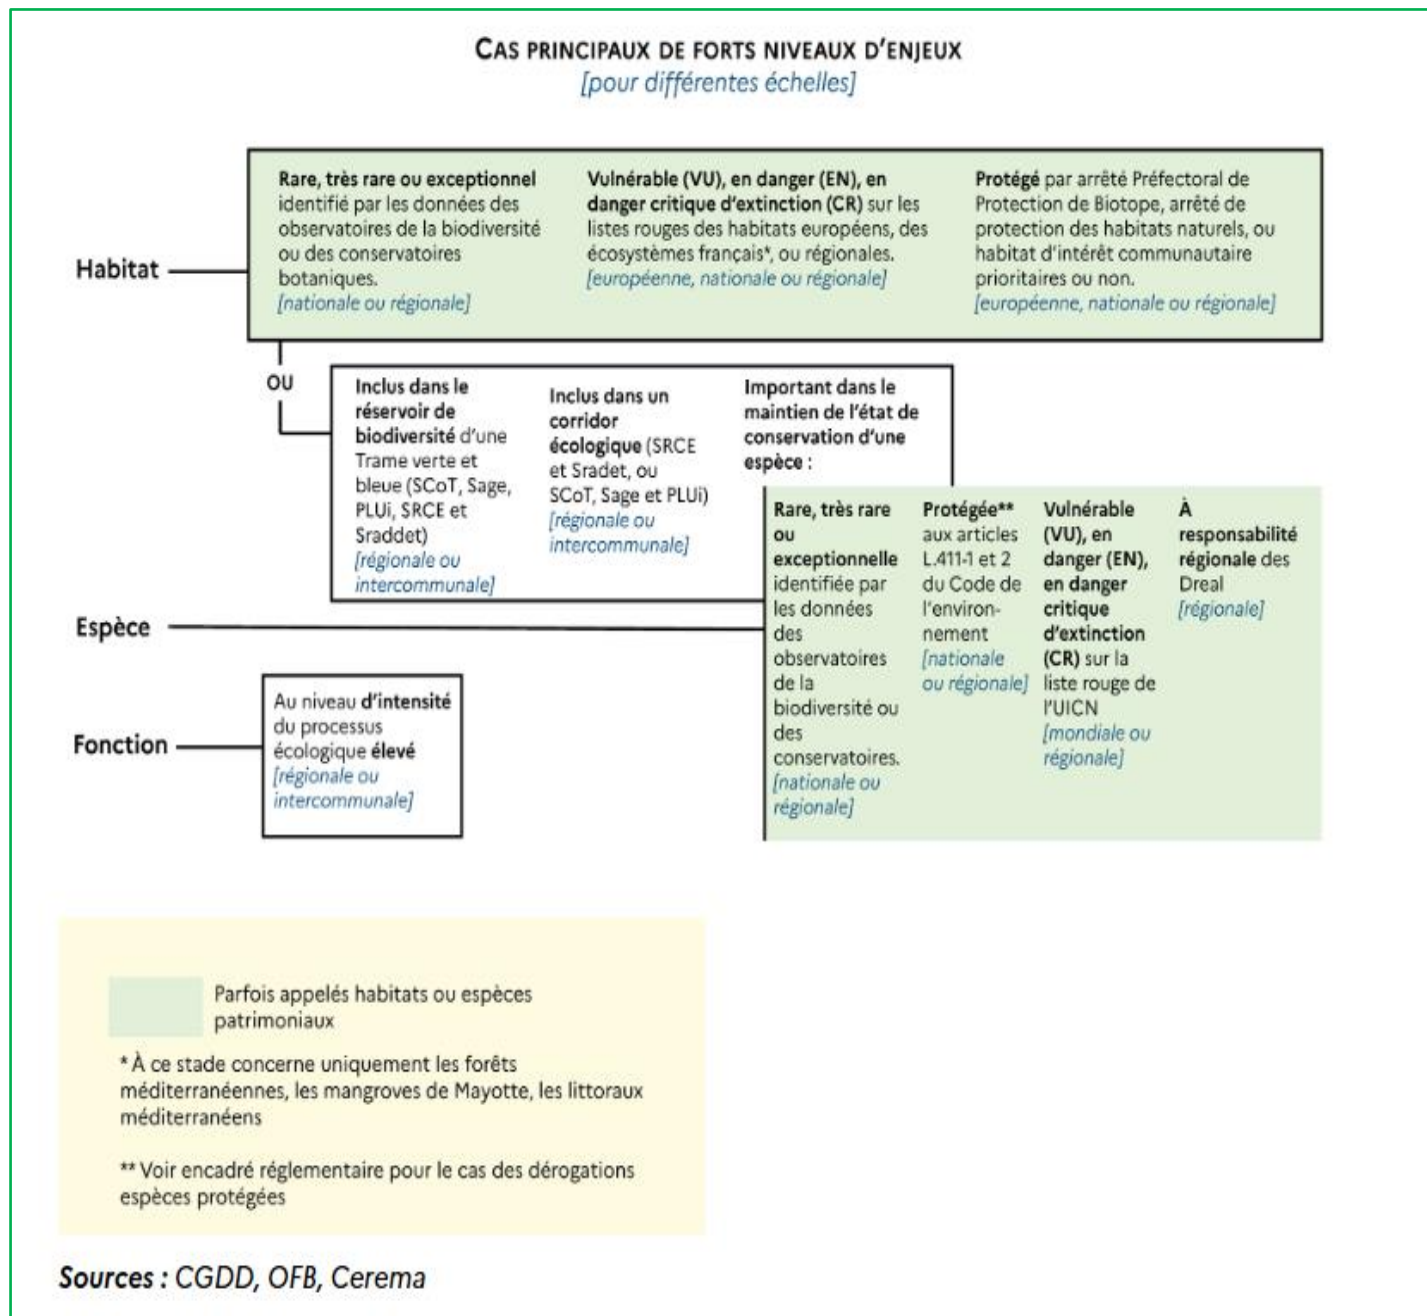 CAS PRINCIPAUX DE FORTS NIVEAUX D'ENJEUX
[pour différentes échelles]
Habitat
Rare, très rare ou exceptionnel
identifié par les données des
observatoires de la biodiversité
ou des conservatoires
botaniques.
[nationale ou régionale]
Vulnérable (VU), en danger (EN), en
danger critique d'extinction (CR) sur les
listes rouges des habitats européens, des
écosystèmes français*, ou régionales.
[européenne, nationale ou régionale]
Protégé par arrêté Préfectoral de
Protection de Biotope, arrêté de
protection des habitats naturels, ou
habitat d'intérêt communautaire
prioritaires ou non.
[européenne, nationale ou régionale]
OU
Inclus dans le
réservoir de
biodiversité d'une
Trame verte et
bleue (SCoT, Sage,
PLUi, SRCE et
Sraddet)
[régionale ou
intercommunale]
Inclus dans un
corridor
écologique (SRCE
et Sradet, ou
SCoT, Sage et PLUi)
[régionale ou
intercommunale]
Important dans le
maintien de l'état de
conservation d'une
espèce :
Espèce
Rare, très rare
ou
exceptionnelle
identifiée par
les données
des
observatoires
de la
biodiversité ou
des
conservatoires.
[nationale ou
régionale]
Protégée**
aux articles
L.411-1 et 2
du Code de
l'environ-
nement
[nationale
ou régionale]
Vulnérable
(VU), en
danger (EN),
en danger
critique
d'extinction
(CR) sur la
liste rouge de
l'UICN
[mondiale ou
régionale]
À
responsabilité
régionale des
Dreal
[régionale]
Fonction
Au niveau d'intensité
du processus
écologique élevé
[régionale ou
intercommunale]
Parfois appelés habitats ou espèces
patrimoniaux
* À ce stade concerne uniquement les forêts
méditerranéennes, les mangroves de Mayotte, les littoraux
méditerranéens
** Voir encadré réglementaire pour le cas des dérogations
espèces protégées
Sources : CGDD, OFB, Cerema